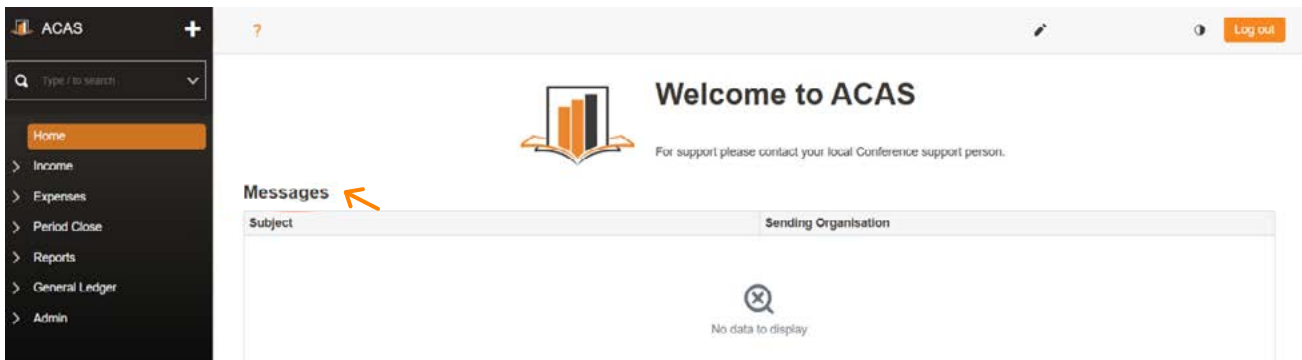 ACAS
+
?
Log out
Type / to search
Home
Income
Expenses
Period Close
Reports
General Ledger
Admin
Welcome to ACAS
For support please contact your local Conference support person.
Messages
Subject
Sending Organisation
No data to display